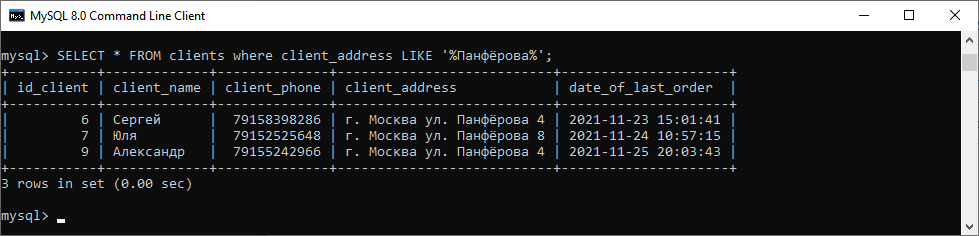 MySQL 8.0 Command Line Client
mysql> SELECT * FROM clients where client_address LIKE '%Панфёрова%';
+-----------+-------------+--------------+---------------------------+---------------------+
| id_client | client_name | client_phone | client_address            | date_of_last_order  |
+-----------+-------------+--------------+---------------------------+---------------------+
|         6 | Сергей      |  79158398286 | г. Москва ул. Панфёрова 4 | 2021-11-23 15:01:41 |
|         7 | Юля         |  79152525648 | г. Москва ул. Панфёрова 8 | 2021-11-24 10:57:15 |
|         9 | Александр   |  79155242966 | г. Москва ул. Панфёрова 4 | 2021-11-25 20:03:43 |
+-----------+-------------+--------------+---------------------------+---------------------+
3 rows in set (0.00 sec)
mysql>